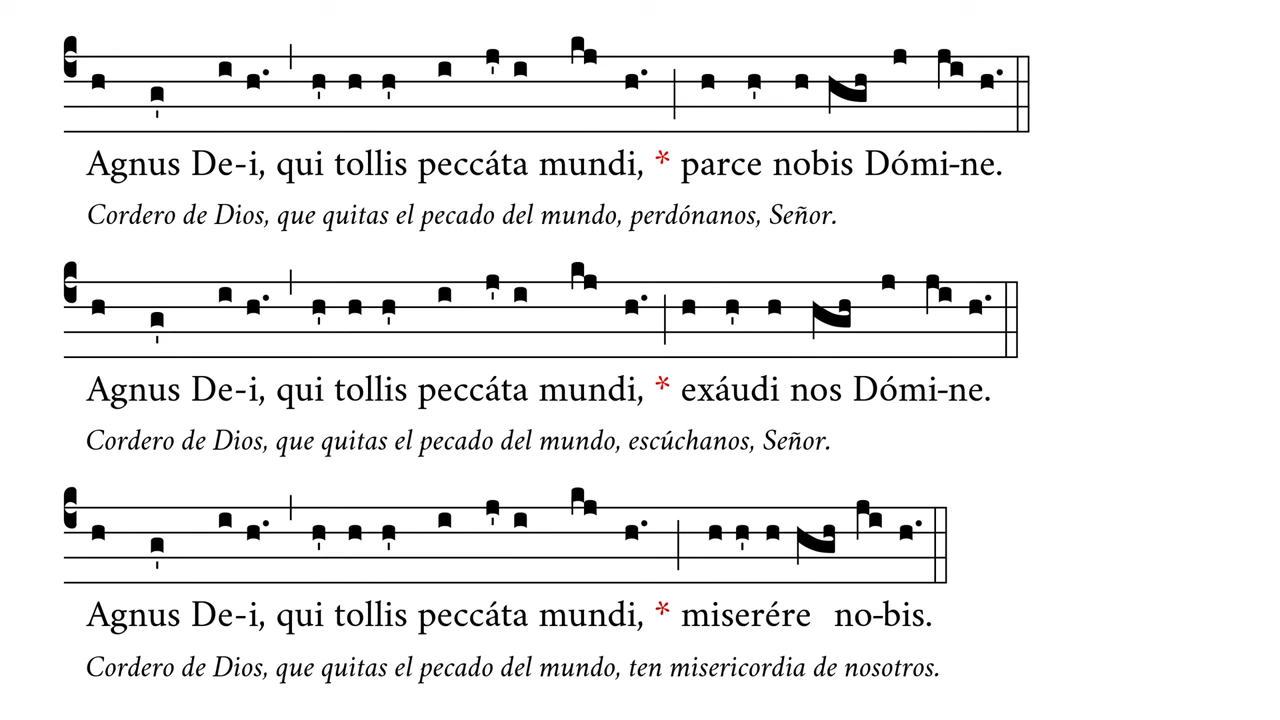 Agnus De-i, qui tollis peccáta mundi, * parce nobis Dómi-ne.
Cordero de Dios, que quitas el pecado del mundo, perdónanos, Señor.
Agnus De-i, qui tollis peccáta mundi, * exáudi nos Dómi-ne.
Cordero de Dios, que quitas el pecado del mundo, escúchanos, Señor.
Agnus De-i, qui tollis peccáta mundi, * miserére no-bis.
Cordero de Dios, que quitas el pecado del mundo, ten misericordia de nosotros.